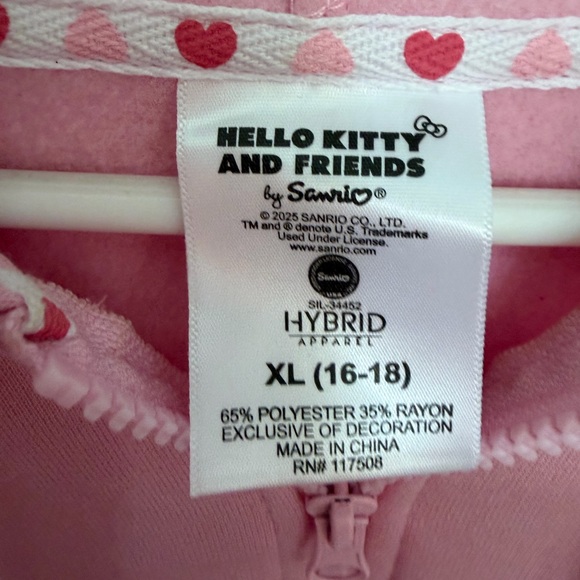 HELLO KITTY
AND FRIENDS
by Sanrio®
© 2025 SANRIO CO., LTD.
TM and ® denote U.S. Trademarks
Used Under License.
www.sanrio.com
Sanrio
SIL-34452
HYBRID
APPAREL
XL (16-18)
65% POLYESTER 35% RAYON
EXCLUSIVE OF DECORATION
MADE IN CHINA
RN# 117508